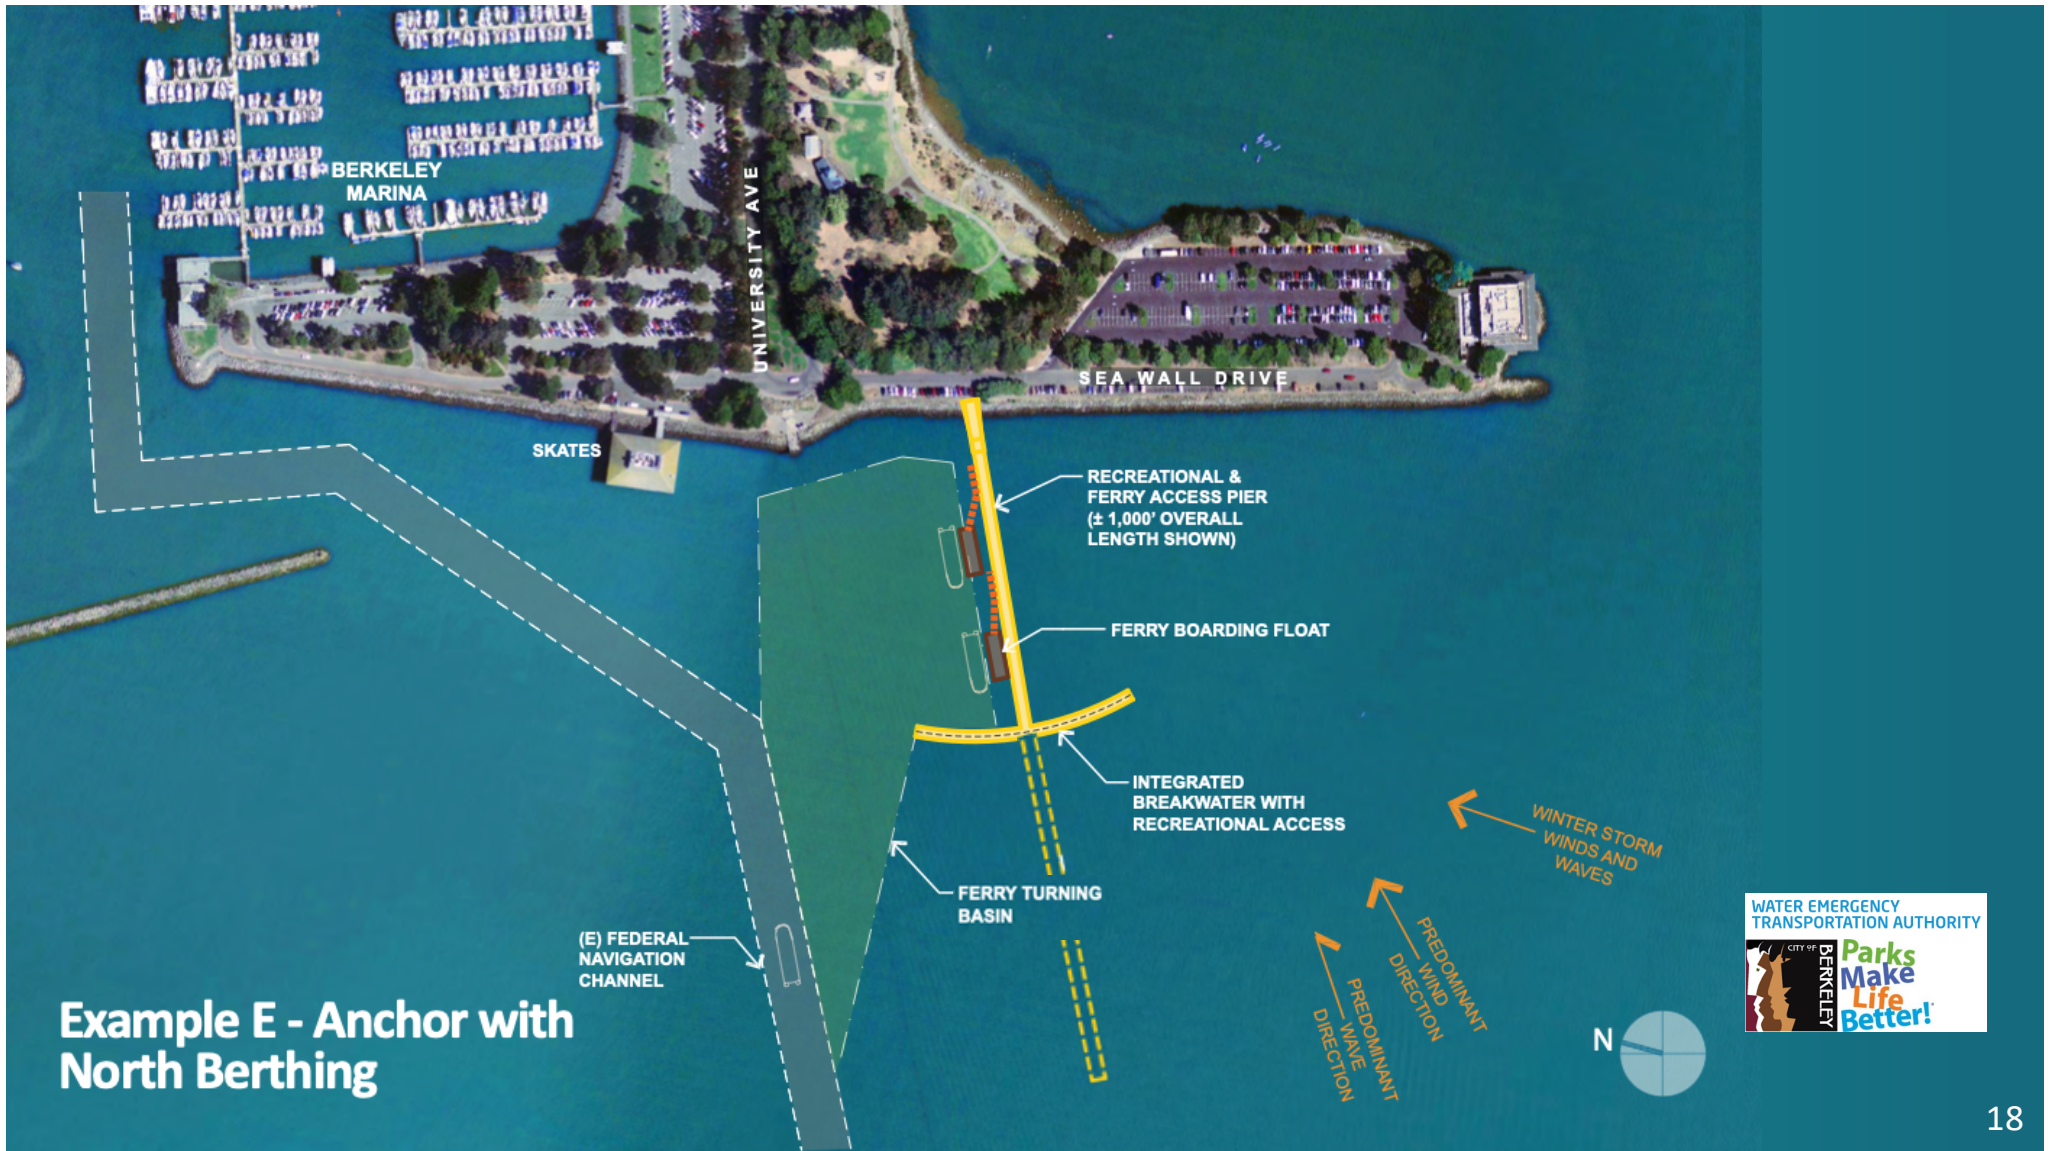 BERKELEY
MARINA
UNIVERSITY AVE
SEA WALL DRIVE
SKATES
RECREATIONAL &
FERRY ACCESS PIER
(± 1,000’ OVERALL
LENGTH SHOWN)
FERRY BOARDING FLOAT
INTEGRATED
BREAKWATER WITH
RECREATIONAL ACCESS
WINTER STORM
WINDS AND
WAVES
FERRY TURNING
BASIN
(E) FEDERAL
NAVIGATION
CHANNEL
PREDOMINANT
WIND
DIRECTION
PREDOMINANT
WAVE
DIRECTION
Example E - Anchor with
North Berthing
N
WATER EMERGENCY
TRANSPORTATION AUTHORITY
CITY OF
BERKELEY
Parks
Make
Life
Better!
18